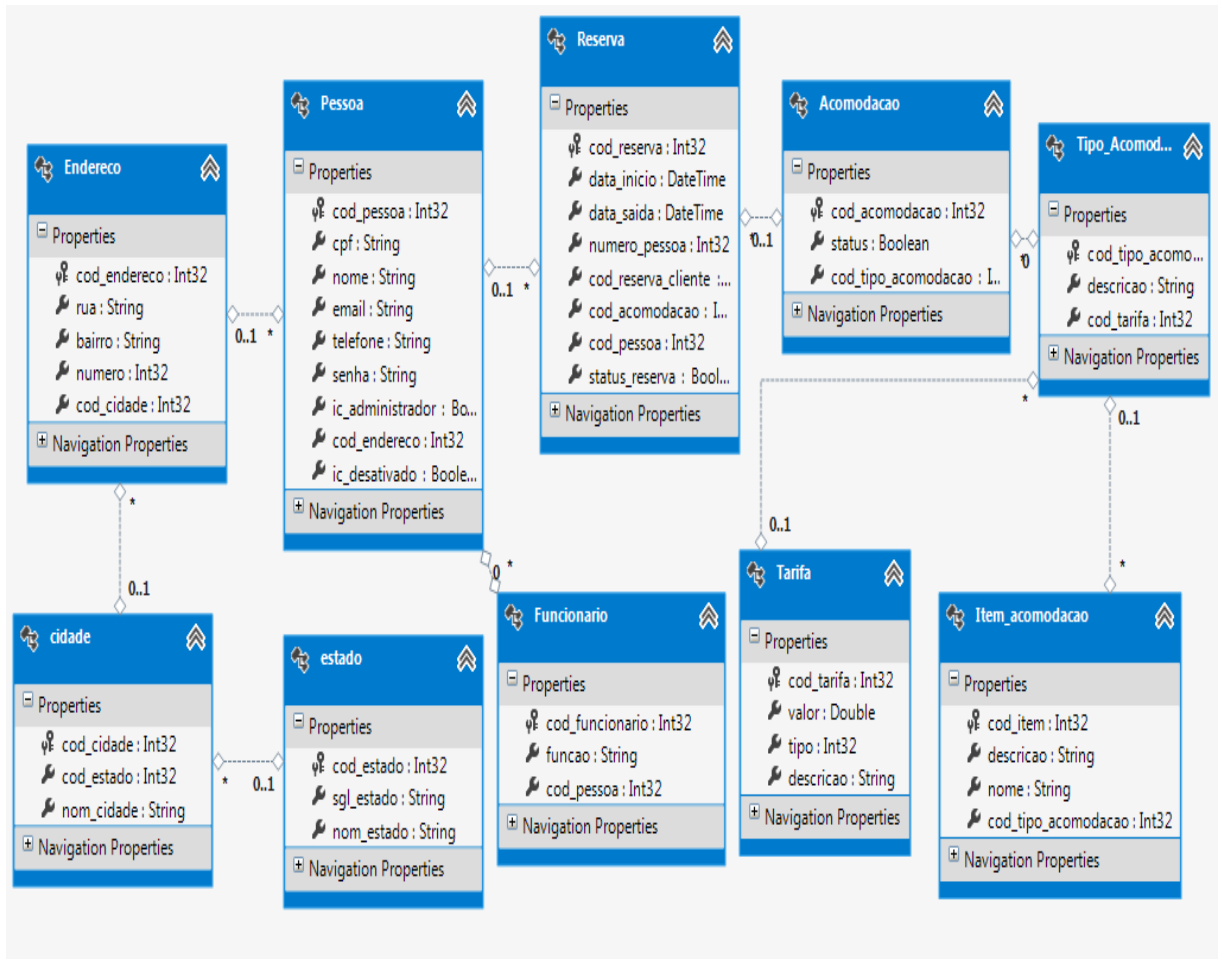 Reserva
Properties
cod_reserva : Int32
data_inicio : DateTime
data_saida : DateTime
numero_pessoa : Int32
cod_reserva_cliente :...
cod_acomodacao : I...
cod_pessoa : Int32
status_reserva : Bool...
Navigation Properties
Pessoa
Properties
cod_pessoa : Int32
cpf : String
nome : String
email : String
telefone : String
senha : String
ic_administrador : Bo...
cod_endereco : Int32
ic_desativado : Boole...
Navigation Properties
Acomodacao
Properties
cod_acomodacao : Int32
status : Boolean
cod_tipo_acomodacao : I...
Navigation Properties
Tipo_Acomod...
Properties
cod_tipo_acomo...
descricao : String
cod_tarifa : Int32
Navigation Properties
Endereco
Properties
cod_endereco : Int32
rua : String
bairro : String
numero : Int32
cod_cidade : Int32
Navigation Properties
0..1 *
0..1 *
0..1
*
0..1
*
0..1
*
*
0..1
0 *
cidade
Properties
cod_cidade : Int32
cod_estado : Int32
nom_cidade : String
Navigation Properties
* 0..1
estado
Properties
cod_estado : Int32
sgl_estado : String
nom_estado : String
Navigation Properties
Funcionario
Properties
cod_funcionario : Int32
funcao : String
cod_pessoa : Int32
Navigation Properties
Tarifa
Properties
cod_tarifa : Int32
valor : Double
tipo : Int32
descricao : String
Navigation Properties
Item_acomodacao
Properties
cod_item : Int32
descricao : String
nome : String
cod_tipo_acomodacao : Int32
Navigation Properties